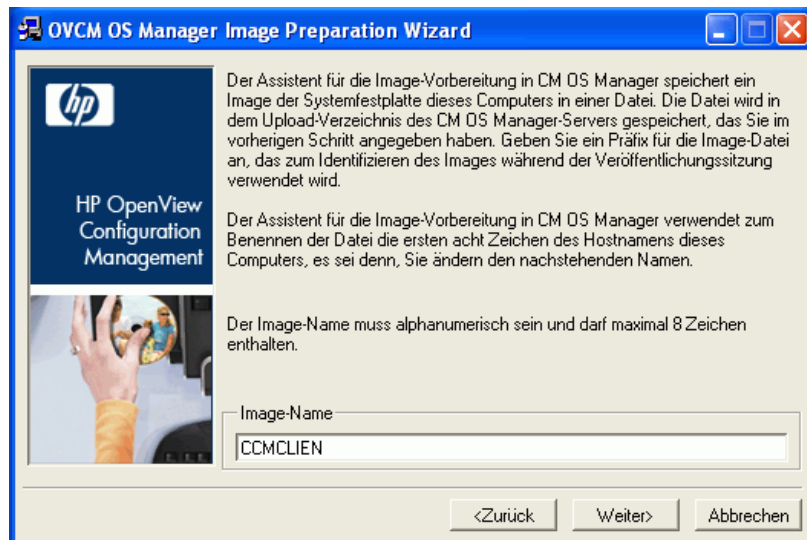 OVCM OS Manager Image Preparation Wizard
hp
HP OpenView
Configuration
Management
Der Assistent für die Image-Vorbereitung in CM OS Manager speichert ein
Image der Systemfestplatte dieses Computers in einer Datei. Die Datei wird in
dem Upload-Verzeichnis des CM OS Manager-Servers gespeichert, das Sie im
vorherigen Schritt angegeben haben. Geben Sie ein Präfix für die Image-Datei
an, das zum Identifizieren des Images während der Veröffentlichungssitzung
verwendet wird.
Der Assistent für die Image-Vorbereitung in CM OS Manager verwendet zum
Benennen der Datei die ersten acht Zeichen des Hostnamens dieses
Computers, es sei denn, Sie ändern den nachstehenden Namen.
Der Image-Name muss alphanumerisch sein und darf maximal 8 Zeichen
enthalten.
Image-Name
CCMCLIEN
<Zurück
Weiter>
Abbrechen